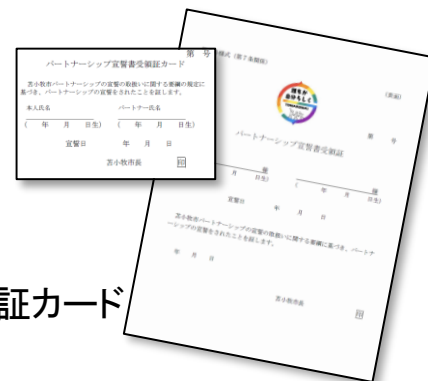 第 号
パートナーシップ宣誓書受領証カード
苫小牧市パートナーシップの宣誓の取扱いに関する要綱の規定に
基づき、パートナーシップの宣誓をされたことを証します。
本人氏名 パートナー氏名
( 年 月 日生) ( 年 月 日生)
宣誓日 年 月 日
苫小牧市長 印
様式（第7条関係）
(表面)
第 号
パートナーシップ宣誓書受領証
様 様
日生) ( 年 月 日生)
宣誓日 年 月 日
苫小牧市パートナーシップの宣誓の取扱いに関する要綱に基づき、パートナ
ーシップの宣誓をされたことを証します。
年 月 日
苫小牧市長 印
証カード